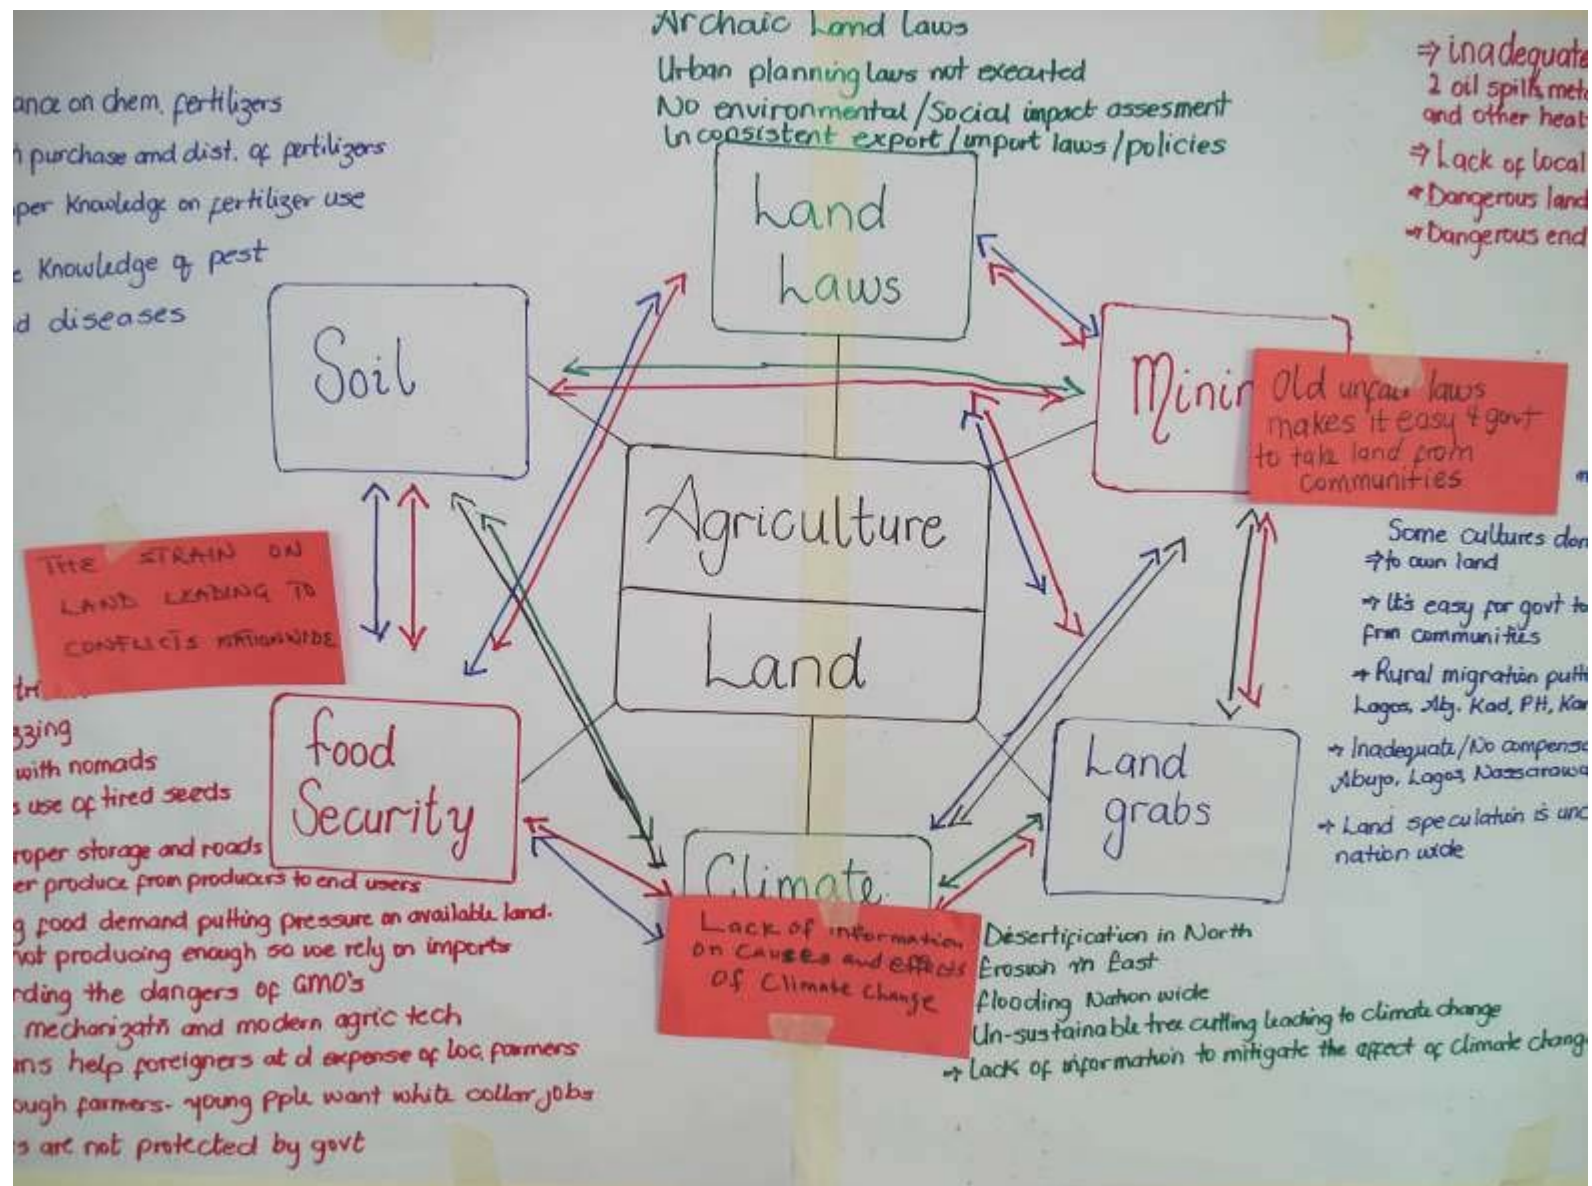 Archaic Land laws
Urban planning laws not executed
No environmental/Social impact assesment
Inconsistent export/import laws/policies
ance on chem. fertilizers
purchase and dist. of fertilizers
per knowledge on fertilizer use
knowledge of pest
d diseases
⇒ inadequate
2 oil spills, met
and other heat
⇒ Lack of local
Dangerous land
Dangerous end
Land
Laws
Soil
Minin
Old unfair laws
makes it easy 4 govt
to take land from
communities
Agriculture
Land
THE STRAIN ON
LAND LEADING TO
CONFLICTS NATIONWIDE
Some cultures don
⇒ to own land
→ It's easy for govt to
from communities
→ Rural migration putti
Lagos, Abj. Kad, PH, Kan
→ Inadequate/No compensa
Abuja, Lagos, Nassarawa
→ Land speculation is unc
nation wide
food
Security
Land
grabs
Climate
Lack of information
on causes and effects
of Climate Change
gging
with nomads
s use of tired seeds
roper storage and roads
er produce from producers to end users
g food demand putting pressure on available land.
not producing enough so we rely on imports
rding the dangers of GMO's
mechanizatn and modern agric tech
ns help foreigners at d expense of loc. farmers
ough farmers. young pple want white collar jobs
s are not protected by govt
Desertification in North
Erosion in East
flooding Nation wide
Un-sustainable tree cutting leading to climate change
→ Lack of information to mitigate the effect of climate change